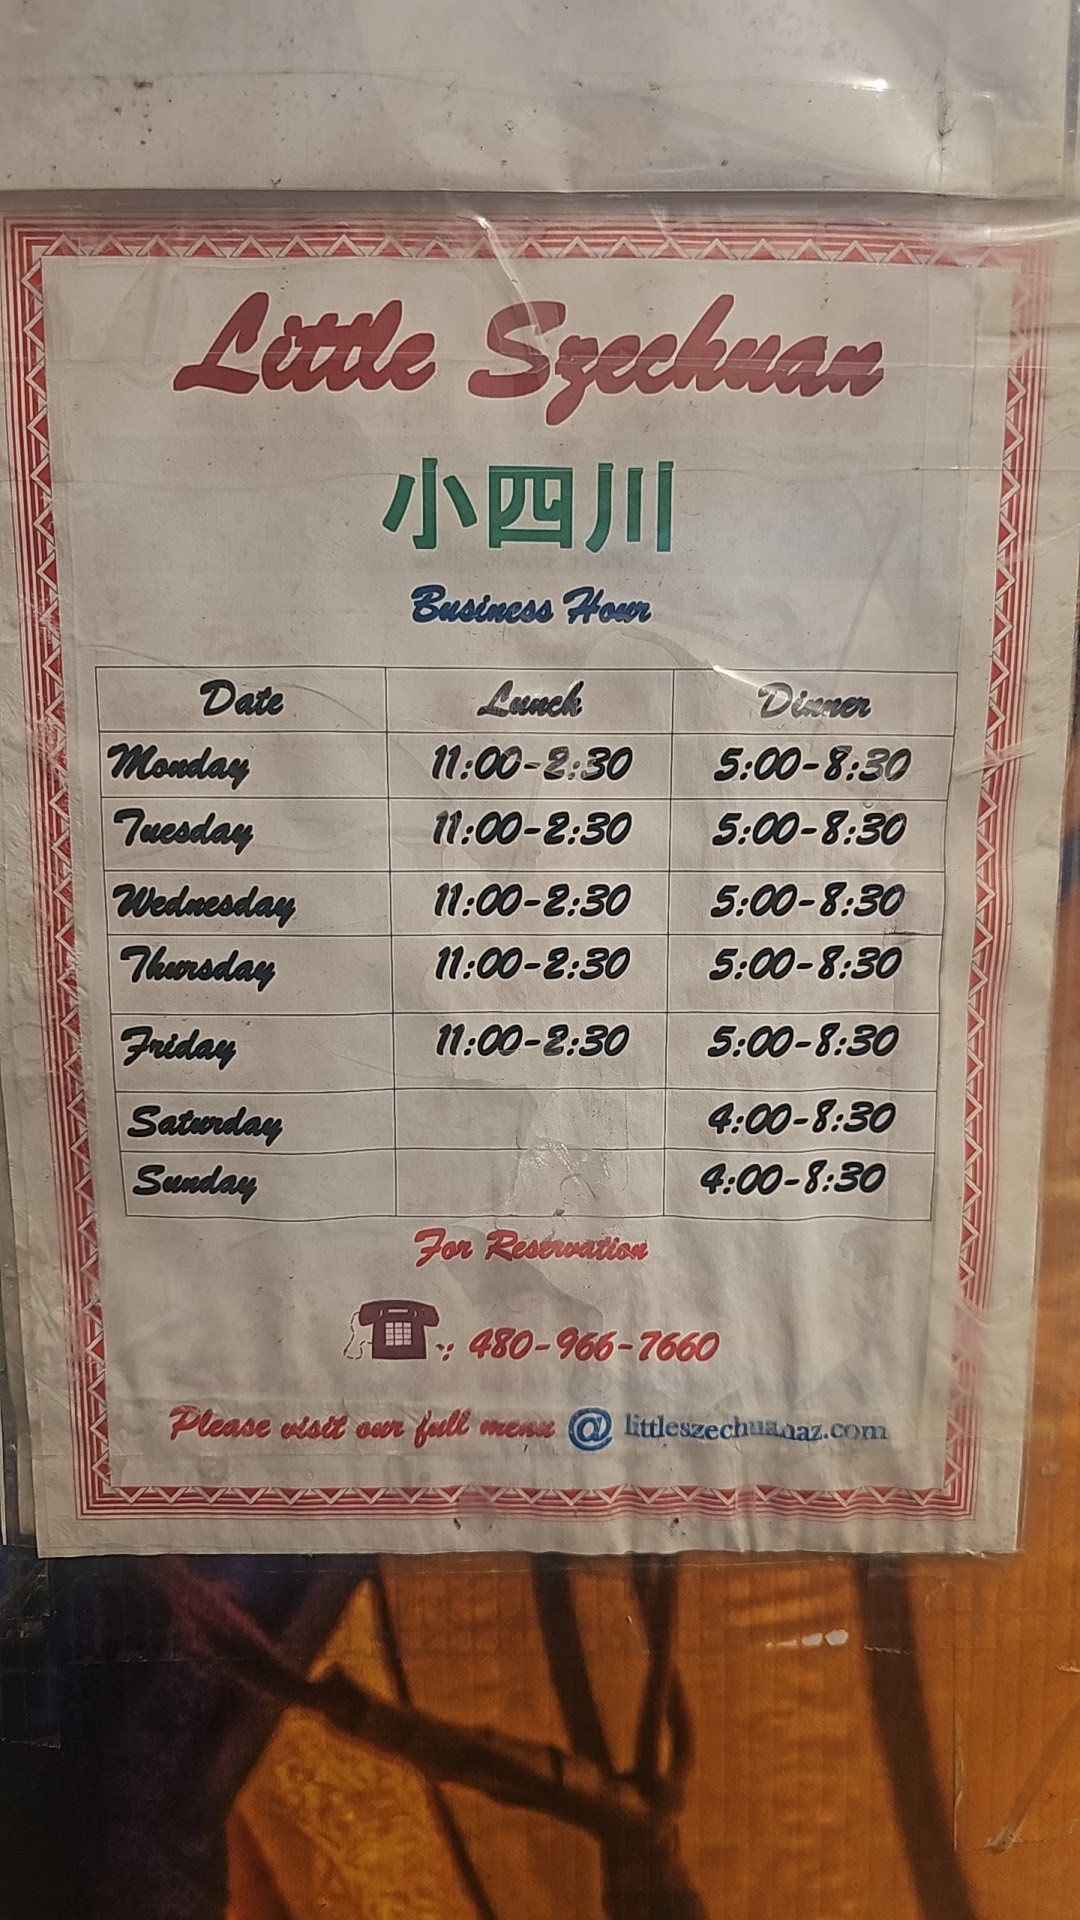 Little Szechuan
小四川
Business Hour
Date Lunch Dinner
Monday 11:00-2:30 5:00-8:30
Tuesday 11:00-2:30 5:00-8:30
Wednesday 11:00-2:30 5:00-8:30
Thursday 11:00-2:30 5:00-8:30
Friday 11:00-2:30 5:00-8:30
Saturday 4:00-8:30
Sunday 4:00-8:30
For Reservation
: 480-966-7660
Please visit our full menu @ littleszechuanaz.com